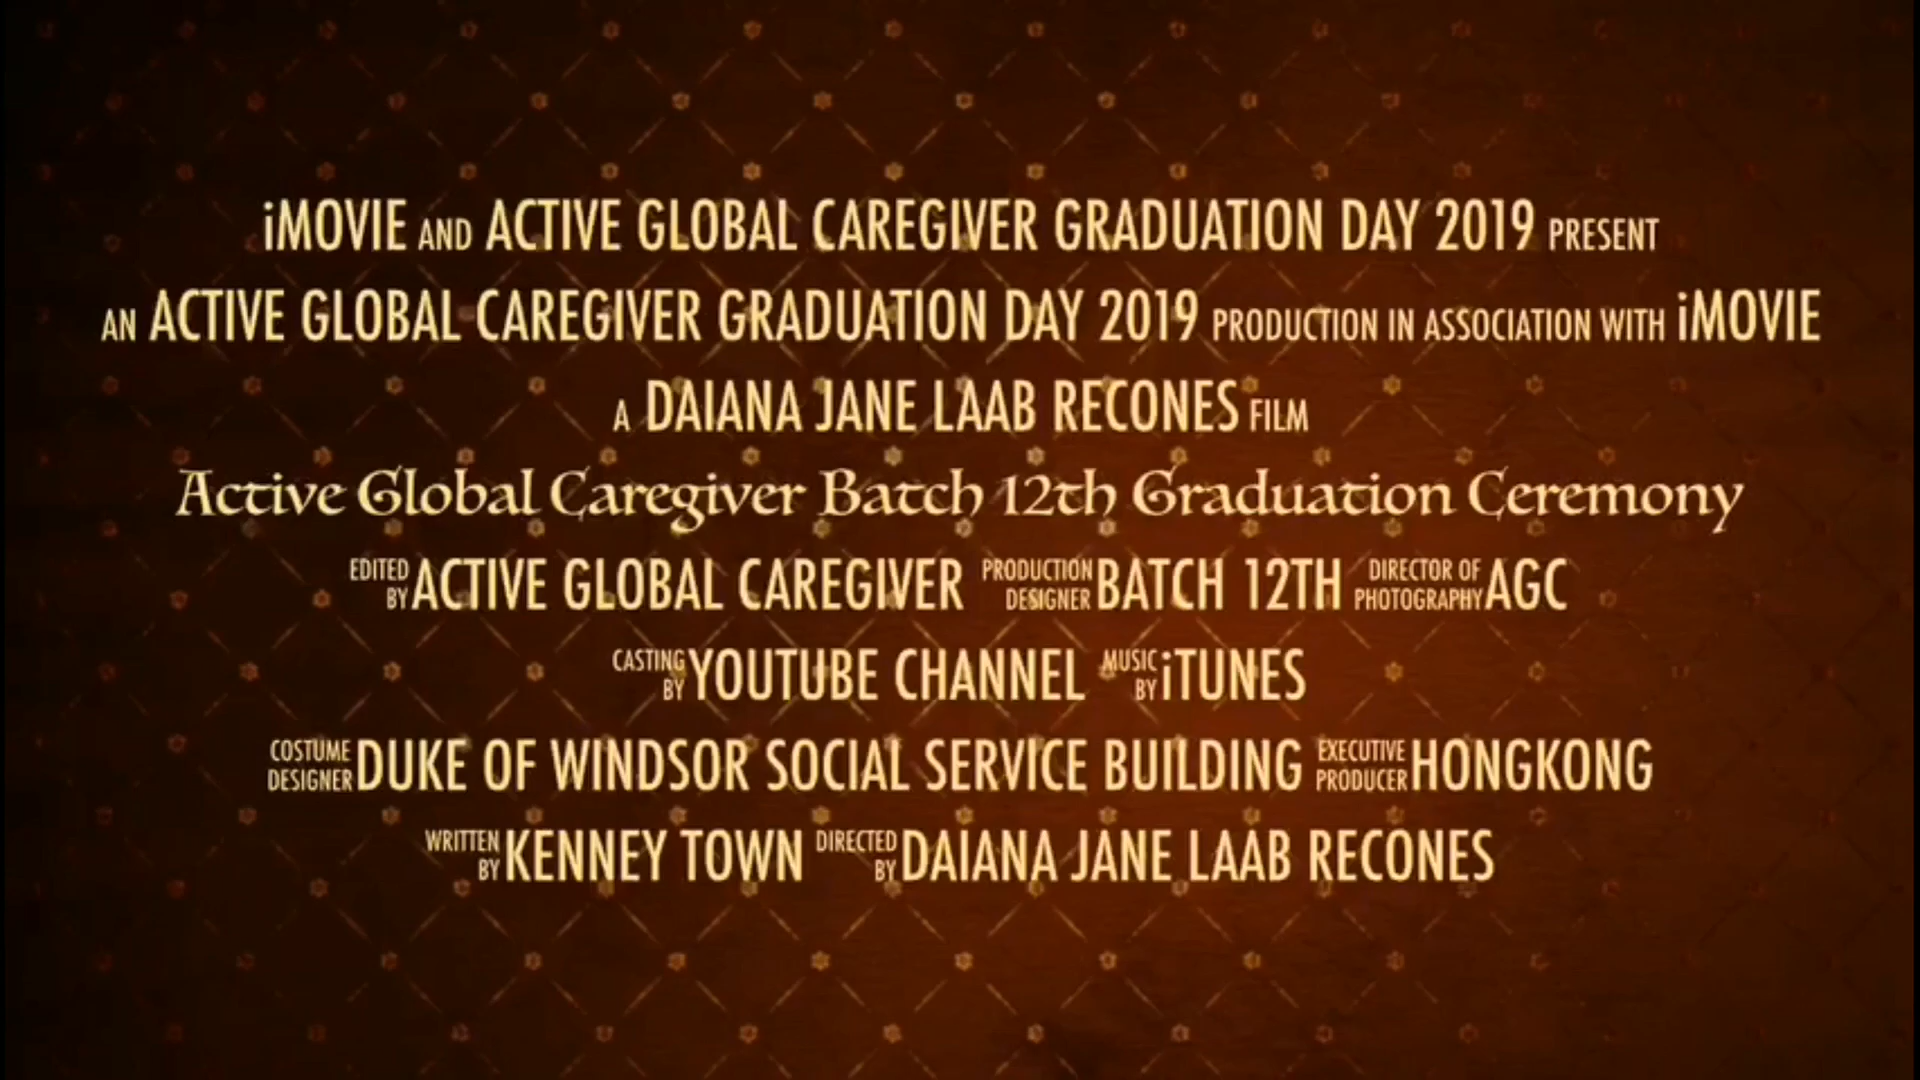 iMOVIE AND ACTIVE GLOBAL CAREGIVER GRADUATION DAY 2019 PRESENT
AN ACTIVE GLOBAL CAREGIVER GRADUATION DAY 2019 PRODUCTION IN ASSOCIATION WITH iMOVIE
A DAIANA JANE LAAB RECONES FILM
Active Global Caregiver Batch 12th Graduation Ceremony
EDITED BY ACTIVE GLOBAL CAREGIVER PRODUCTION DESIGNER BATCH 12TH DIRECTOR OF PHOTOGRAPHY AGC
CASTING BY YOUTUBE CHANNEL MUSIC BY iTUNES
COSTUME DESIGNER DUKE OF WINDSOR SOCIAL SERVICE BUILDING EXECUTIVE PRODUCER HONGKONG
WRITTEN BY KENNEY TOWN DIRECTED BY DAIANA JANE LAAB RECONES